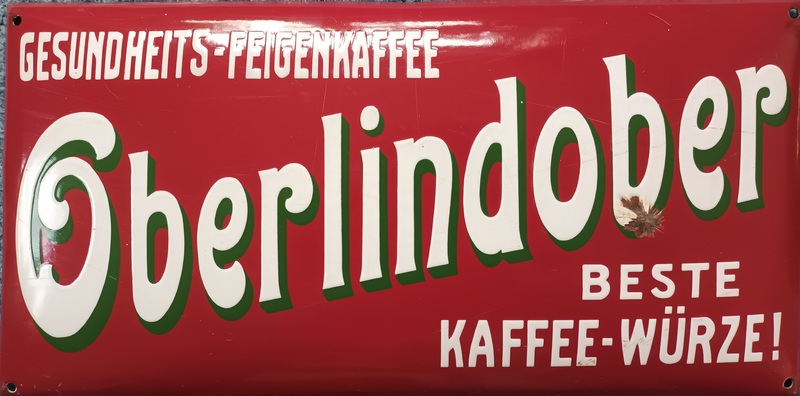 GESUNDHEITS-FEIGENKAFFEE
Oberlindober
BESTE
KAFFEE-WÜRZE!